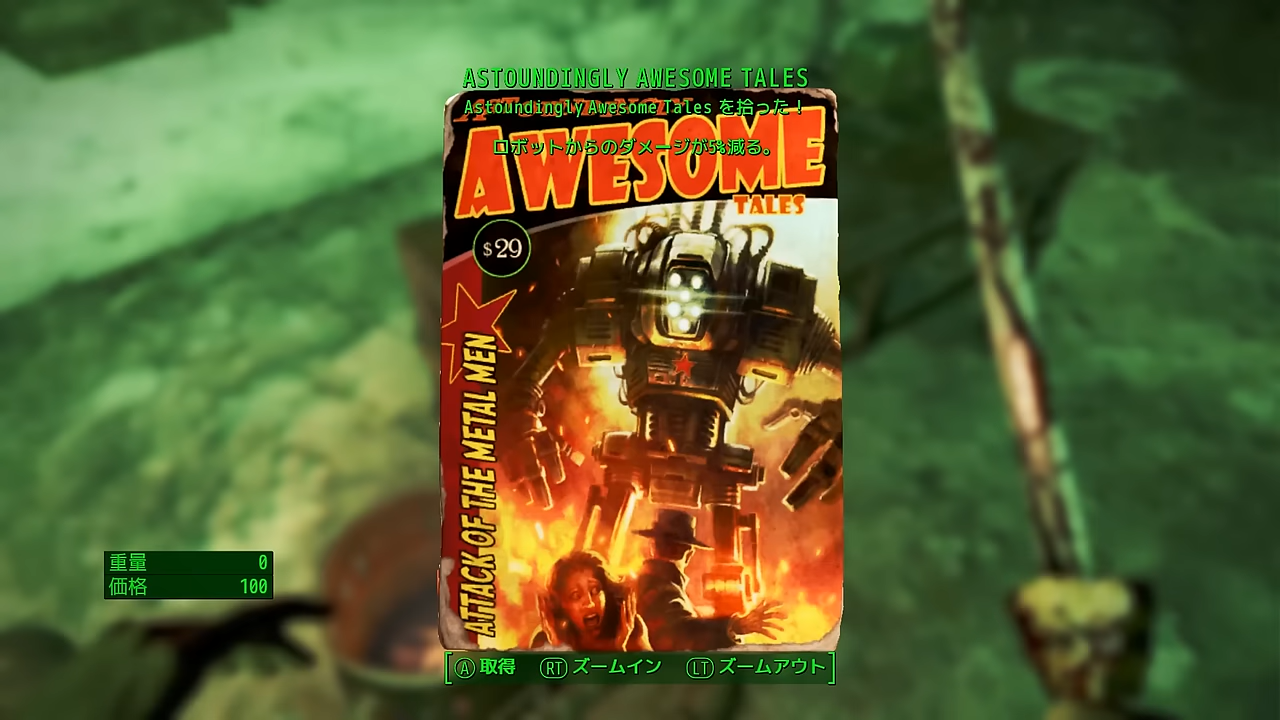 ASTOUNDINGLY AWESOME TALES
Astoundingly Awesome Tales を拾った！
ロボットからのダメージが5%減る。
AWESOME
TALES
$29
ATTACK OF THE METAL MEN
重量 0
価格 100
A 取得 RT ズームイン LT ズームアウト